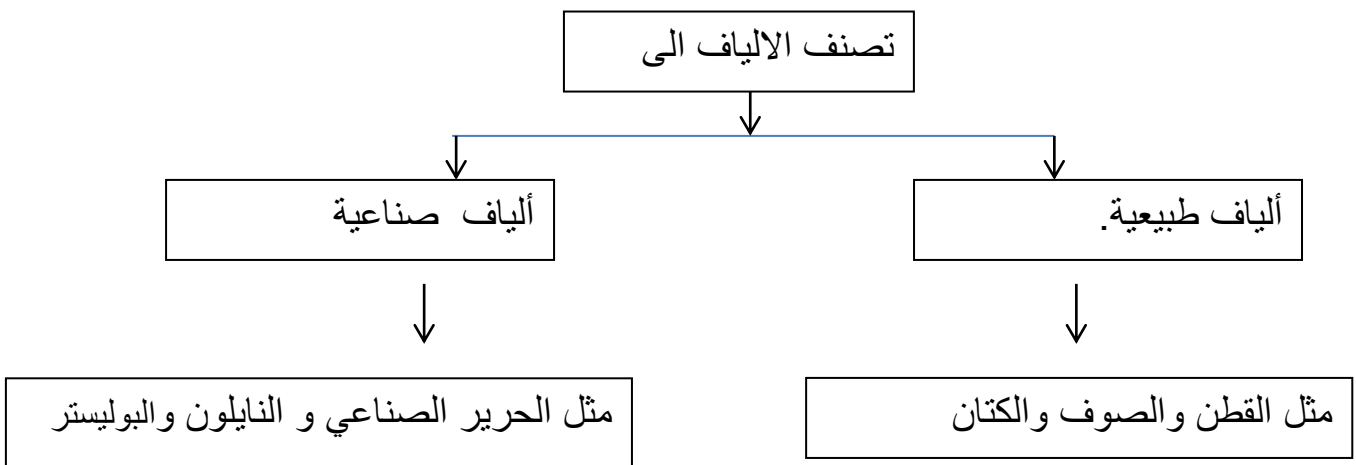 تصنف الالياف الى
ألياف طبيعية.
ألياف صناعية
مثل القطن والصوف والكتان
مثل الحرير الصناعي و النايلون والبوليستر